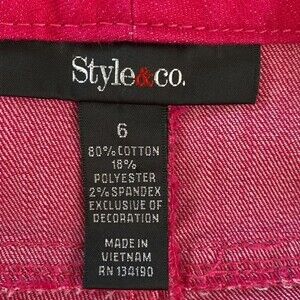 Style&co.
6
80% COTTON
18%
POLYESTER
2% SPANDEX
EXCLUSIVE OF
DECORATION
MADE IN
VIETNAM
RN 134190